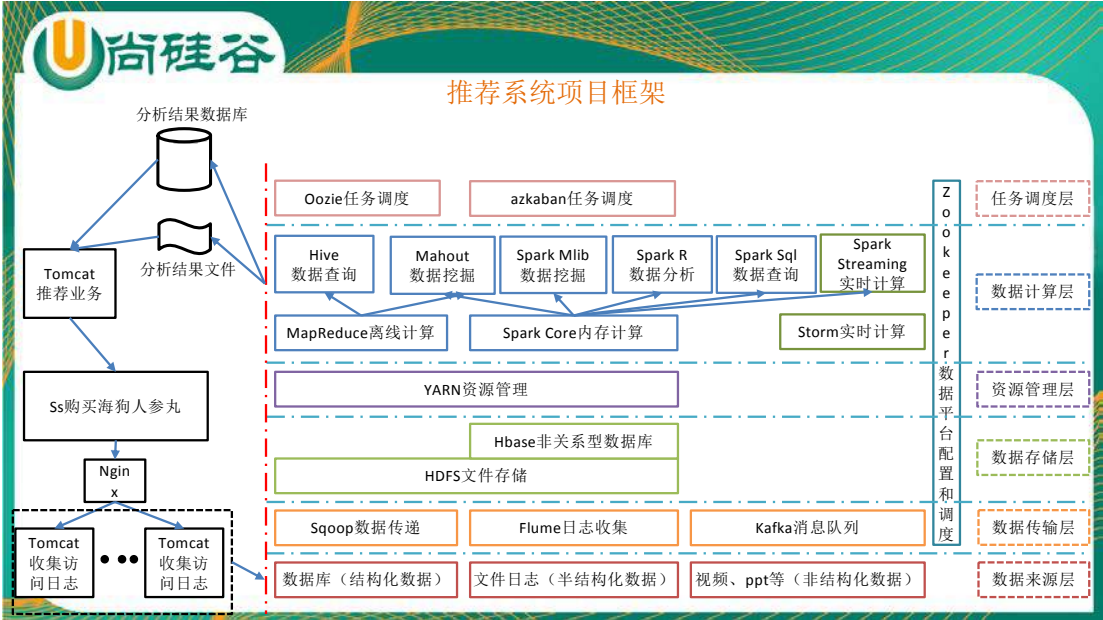 尚硅谷
推荐系统项目框架
分析结果数据库
分析结果文件
Tomcat
推荐业务
Ss购买海狗人参丸
Ngin
x
Tomcat
收集访
问日志
Tomcat
收集访
问日志
Oozie任务调度
azkaban任务调度
任务调度层
Hive
数据查询
Mahout
数据挖掘
Spark Mlib
数据挖掘
Spark R
数据分析
Spark Sql
数据查询
Spark
Streaming
实时计算
MapReduce离线计算
Spark Core内存计算
Storm实时计算
数据计算层
YARN资源管理
资源管理层
Hbase非关系型数据库
HDFS文件存储
数据存储层
Sqoop数据传递
Flume日志收集
Kafka消息队列
数据传输层
数据库（结构化数据）
文件日志（半结构化数据）
视频、ppt等（非结构化数据）
数据来源层
Z
o
o
k
e
e
p
e
r
数
据
平
台
配
置
和
调
度